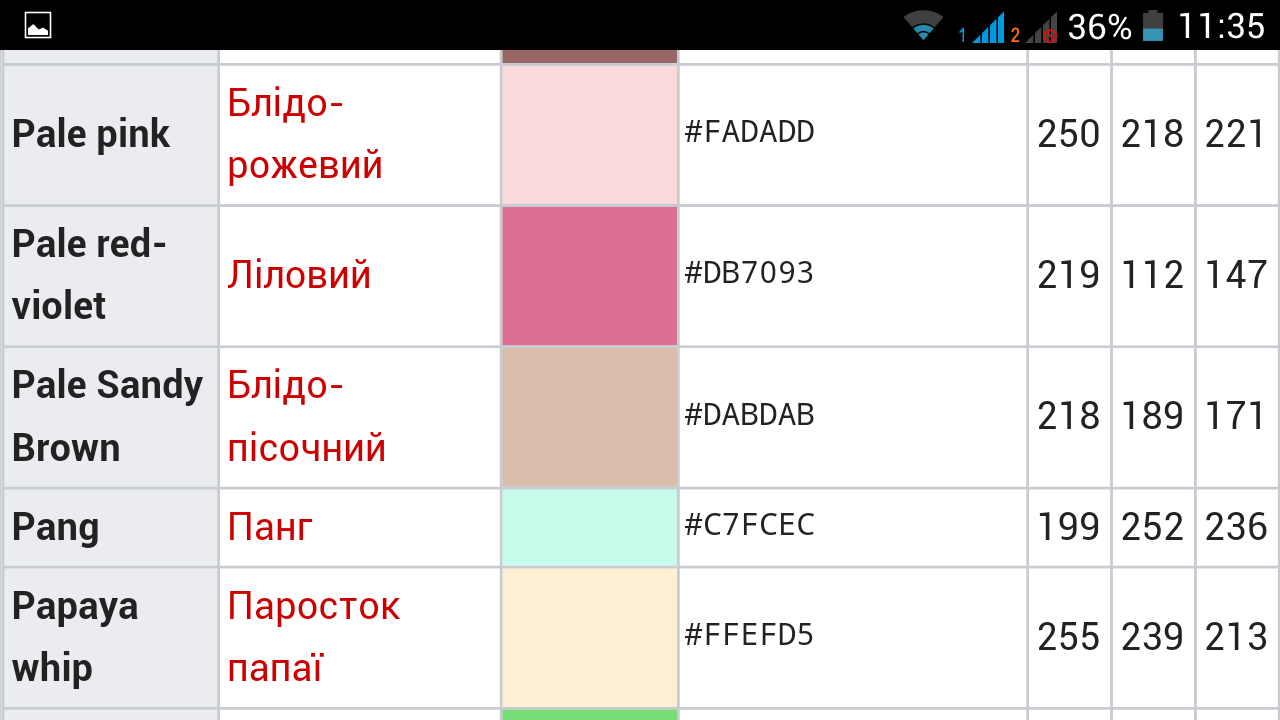 1 2 36% 11:35
Pale pink Блідо-рожевий #FADADD 250 218 221
Pale red-violet Ліловий #DB7093 219 112 147
Pale Sandy Brown Блідо-пісочний #DABDAB 218 189 171
Pang Панг #C7FCEC 199 252 236
Papaya whip Паросток папаї #FFEFD5 255 239 213